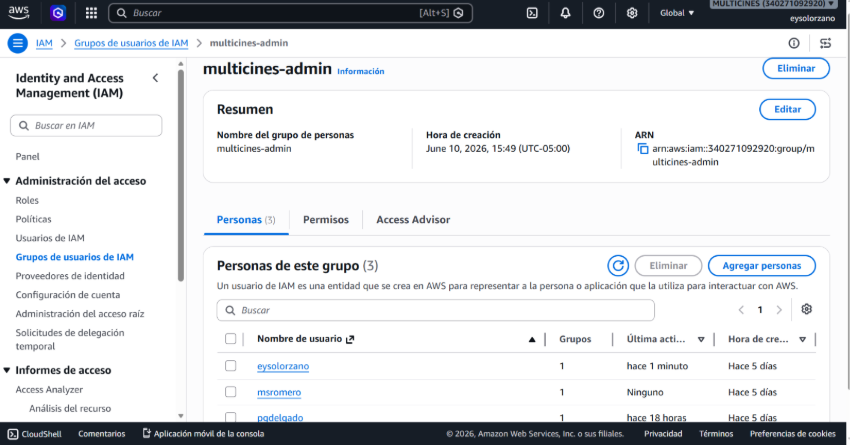 aws
Buscar
[Alt+S]
Global
MULTICINES (340271092920)
eysolorzano
IAM
Grupos de usuarios de IAM
multicines-admin
Identity and Access
Management (IAM)
Buscar en IAM
Panel
Administración del acceso
Roles
Políticas
Usuarios de IAM
Grupos de usuarios de IAM
Proveedores de identidad
Configuración de cuenta
Administración del acceso raíz
Solicitudes de delegación
temporal
Informes de acceso
Access Analyzer
Análisis del recurso
multicines-admin Información
Eliminar
Resumen
Editar
Nombre del grupo de personas
multicines-admin
Hora de creación
June 10, 2026, 15:49 (UTC-05:00)
ARN
arn:aws:iam::340271092920:group/m
ulticines-admin
Personas (3)
Permisos
Access Advisor
Personas de este grupo (3)
Eliminar
Agregar personas
Un usuario de IAM es una entidad que se crea en AWS para representar a la persona o aplicación que la utiliza para interactuar con AWS.
Buscar
1
Nombre de usuario Grupos Última acti... Hora de cre...
eysolorzano 1 hace 1 minuto Hace 5 días
msromero 1 Ninguno Hace 5 días
pgdelgado 1 hace 18 horas Hace 5 días
CloudShell Comentarios Aplicación móvil de la consola © 2026, Amazon Web Services, Inc. o sus filiales. Privacidad Términos Preferencias de cookies